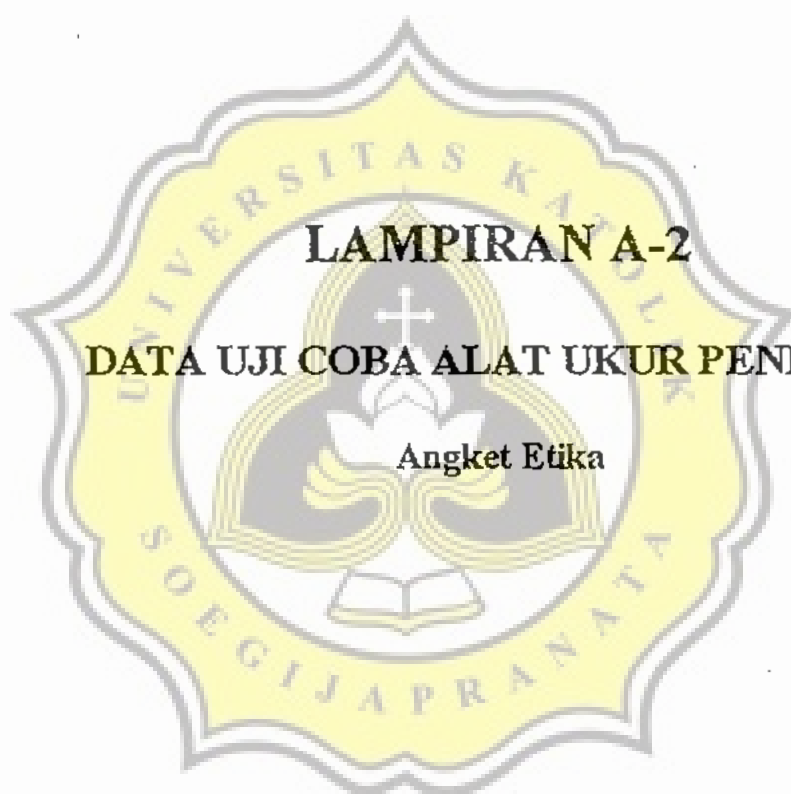 UNIVERSITAS KATOLIK
LAMPIRAN A-2
DATA UJI COBA ALAT UKUR PEN
Angket Etika
SOEGIJAPRANATA